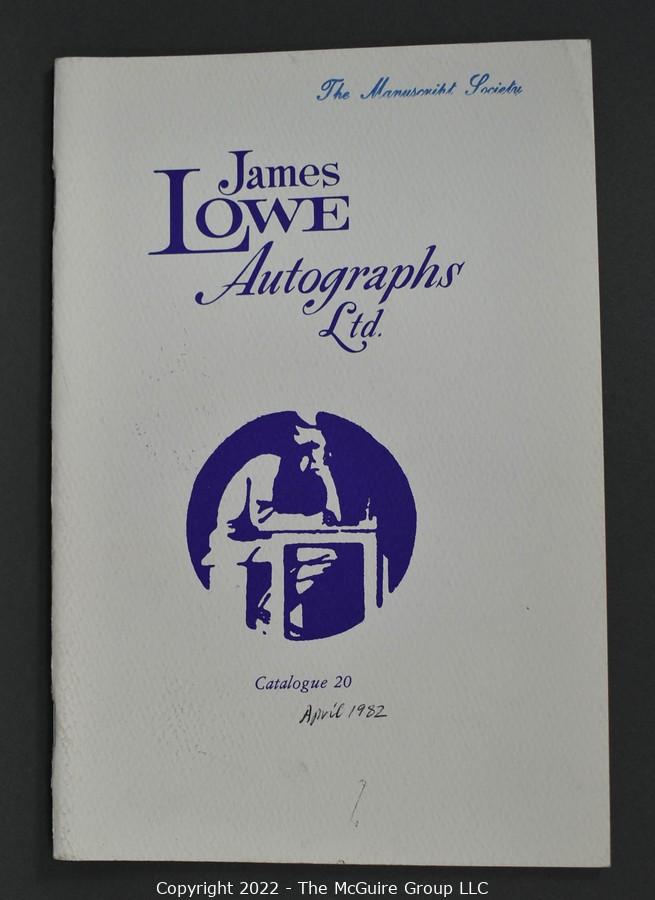 The Manuscript Society
James
LOWE
Autographs
Ltd.
Catalogue 20
April 1982
Copyright 2022 - The McGuire Group LLC